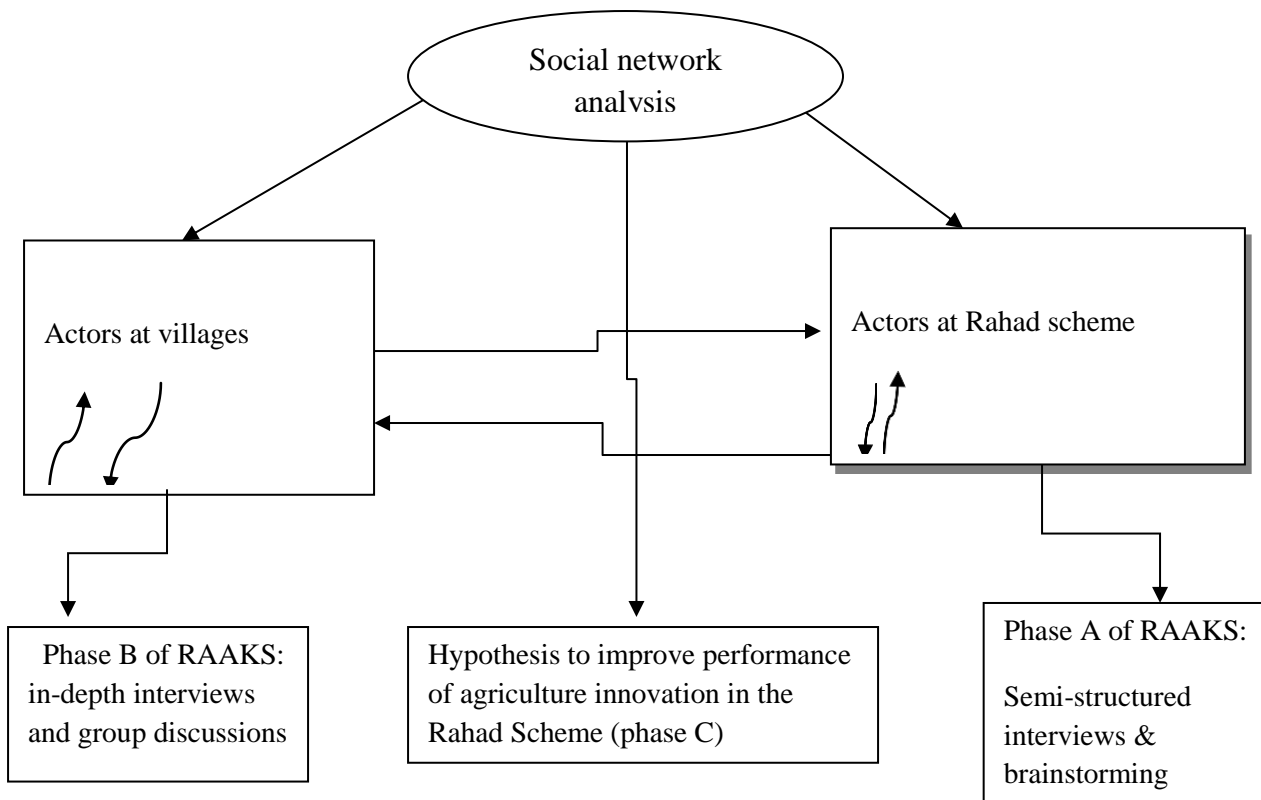 Social network
analvsis
Actors at villages
Actors at Rahad scheme
Phase B of RAAKS:
in-depth interviews
and group discussions
Hypothesis to improve performance
of agriculture innovation in the
Rahad Scheme (phase C)
Phase A of RAAKS:
Semi-structured
interviews &
brainstorming